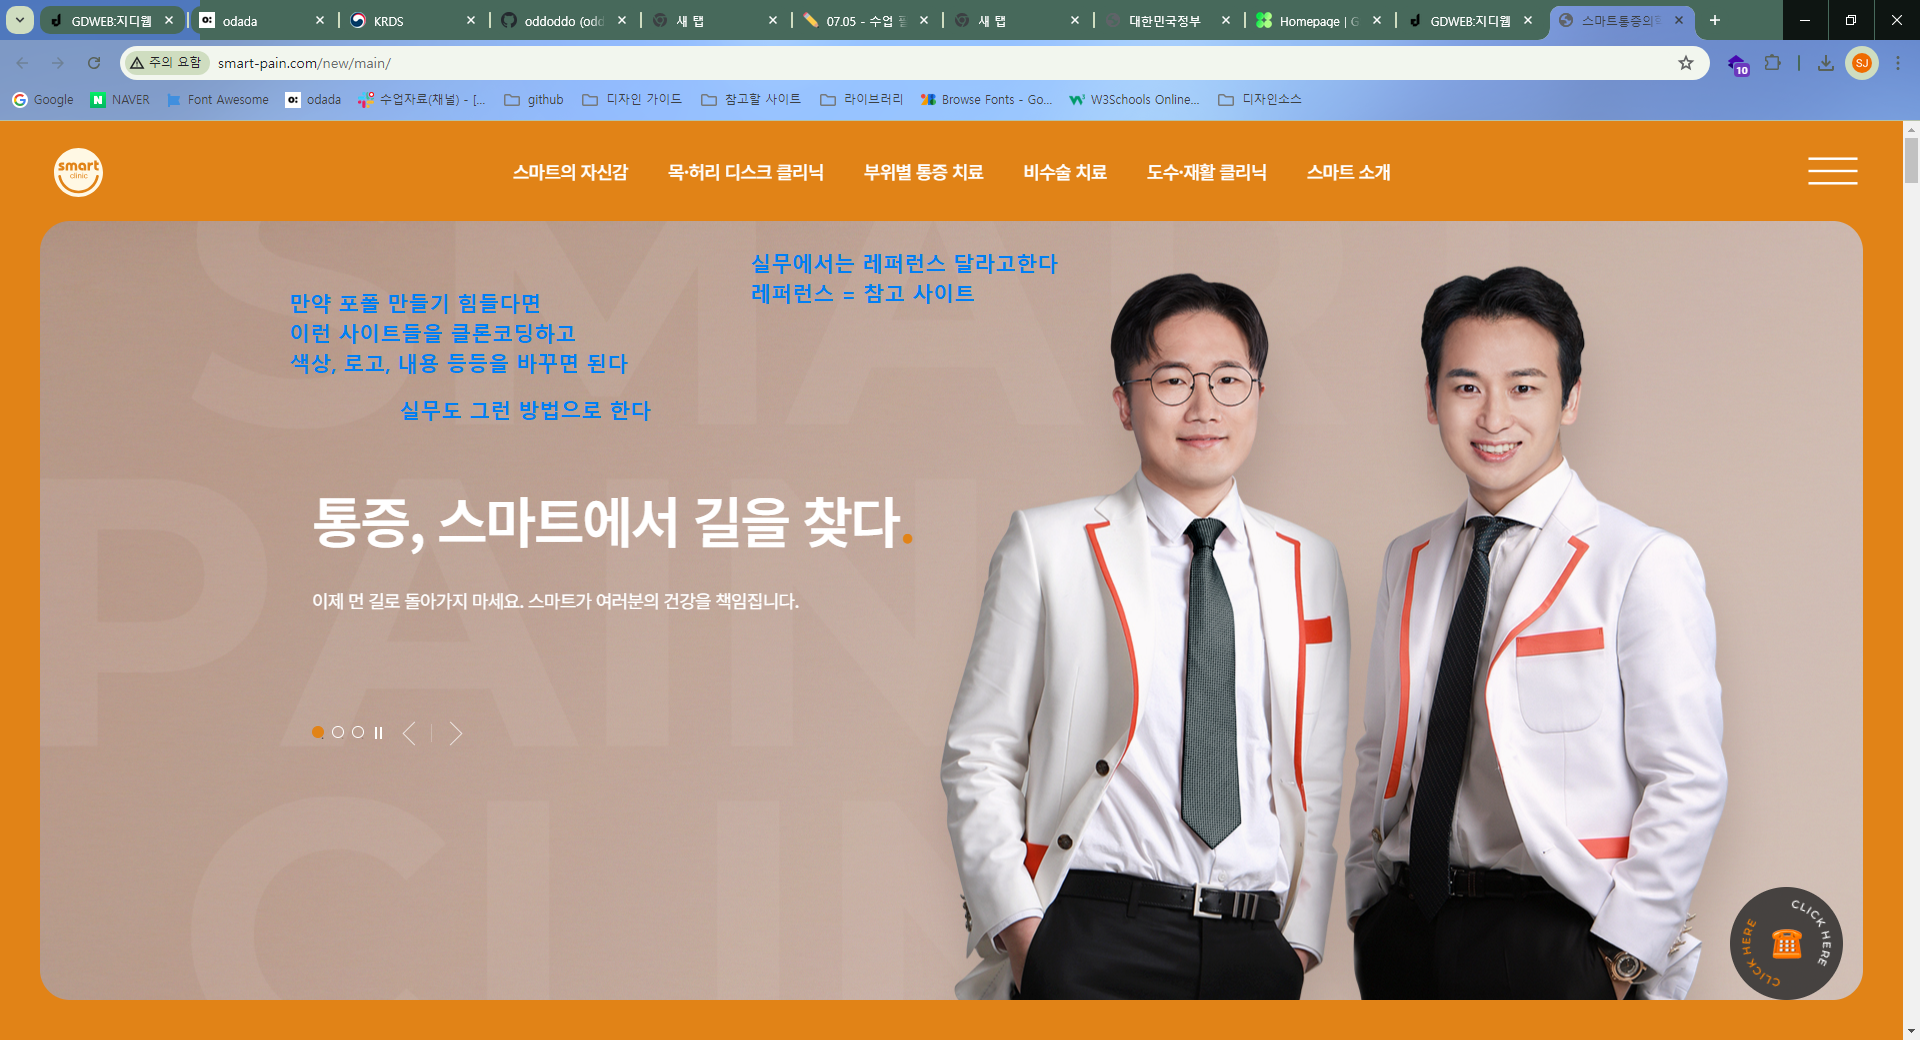 GDWEB:지디웹
odada
KRDS
oddoddo (odd
새 탭
07.05 - 수업 필
새 탭
대한민국정부
Homepage | G
GDWEB:지디웹
스마트통증의학
주의 요함
smart-pain.com/new/main/
10
SJ
Google
NAVER
Font Awesome
odada
수업자료(채널) - [...
github
디자인 가이드
참고할 사이트
라이브러리
Browse Fonts - Go...
W3Schools Online...
디자인소스
smart
clinic
스마트의 자신감
목·허리 디스크 클리닉
부위별 통증 치료
비수술 치료
도수·재활 클리닉
스마트 소개
SMART
PAIN
CLIN
실무에서는 레퍼런스 달라고한다
레퍼런스 = 참고 사이트
만약 포폴 만들기 힘들다면
이런 사이트들을 클론코딩하고
색상, 로고, 내용 등등을 바꾸면 된다
실무도 그런 방법으로 한다
통증, 스마트에서 길을 찾다.
이제 먼 길로 돌아가지 마세요. 스마트가 여러분의 건강을 책임집니다.
CLICK HERE
CLICK HERE